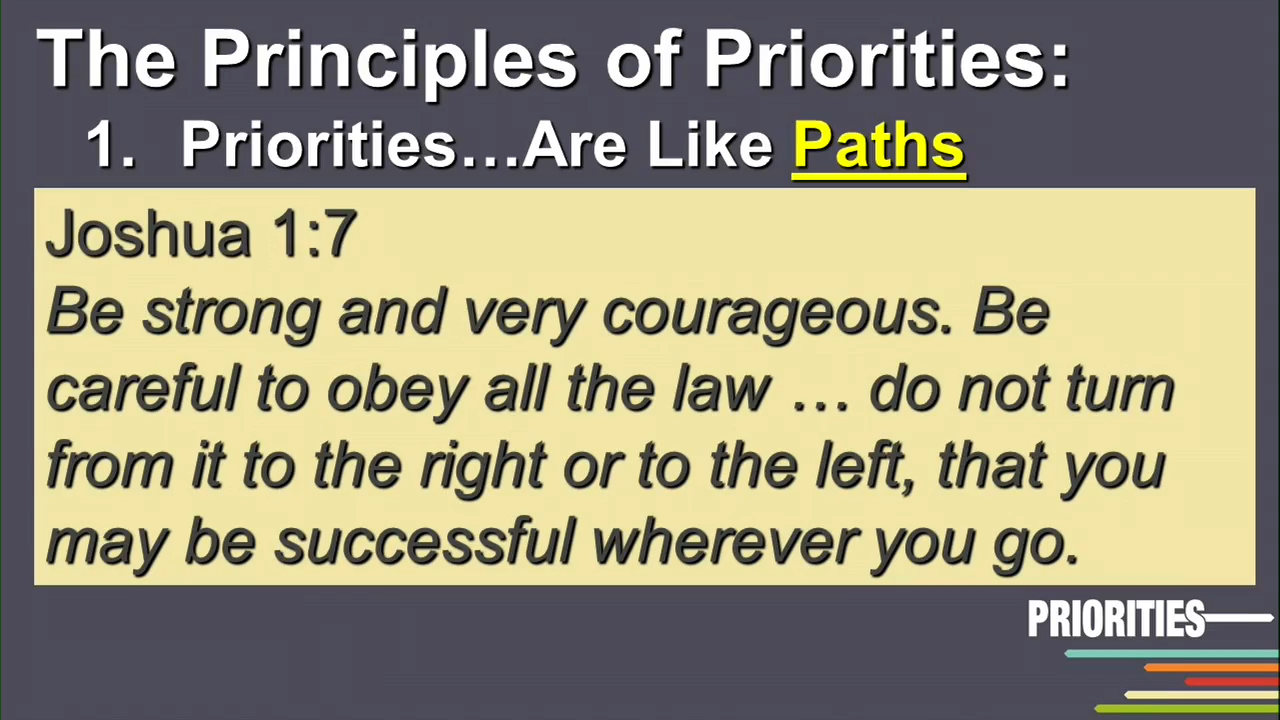 The Principles of Priorities:
1. Priorities…Are Like Paths
Joshua 1:7
Be strong and very courageous. Be
careful to obey all the law … do not turn
from it to the right or to the left, that you
may be successful wherever you go.
PRIORITIES